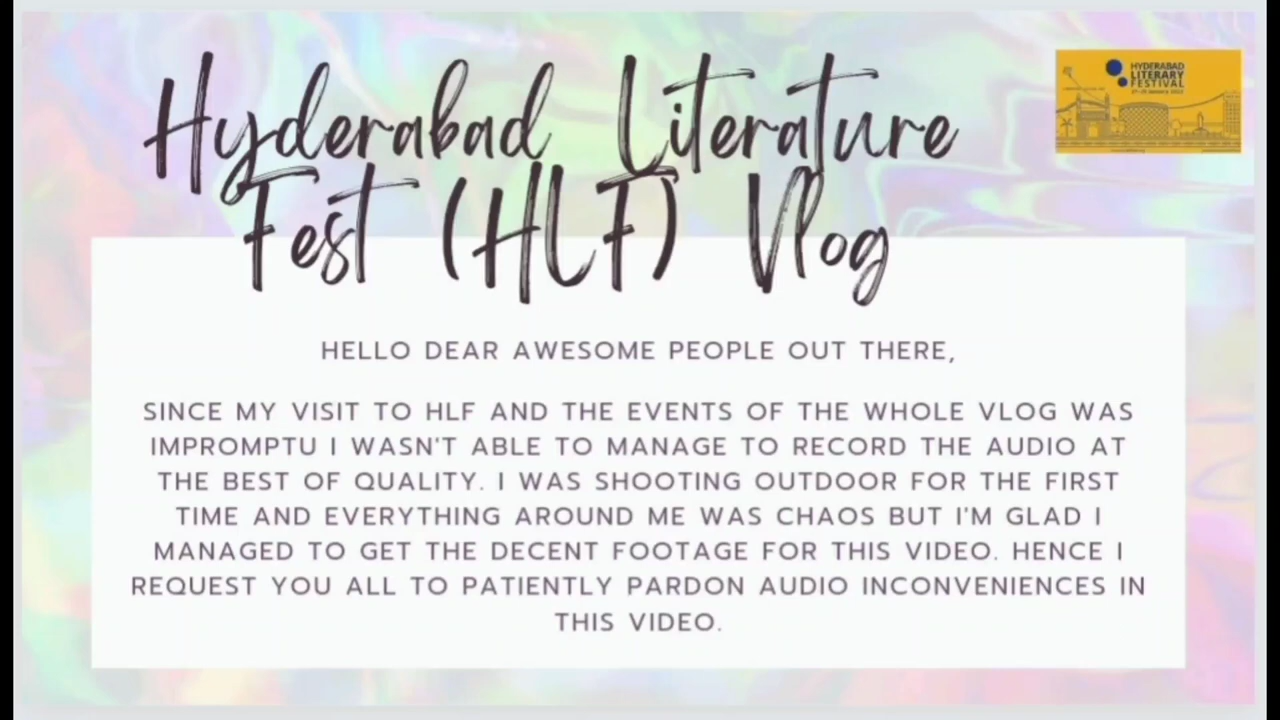 Hyderabad Literature
Fest (HLF) Vlog
HYDERABAD
LITERARY
FESTIVAL
HELLO DEAR AWESOME PEOPLE OUT THERE,
SINCE MY VISIT TO HLF AND THE EVENTS OF THE WHOLE VLOG WAS
IMPROMPTU I WASN'T ABLE TO MANAGE TO RECORD THE AUDIO AT
THE BEST OF QUALITY. I WAS SHOOTING OUTDOOR FOR THE FIRST
TIME AND EVERYTHING AROUND ME WAS CHAOS BUT I'M GLAD I
MANAGED TO GET THE DECENT FOOTAGE FOR THIS VIDEO. HENCE I
REQUEST YOU ALL TO PATIENTLY PARDON AUDIO INCONVENIENCES IN
THIS VIDEO.